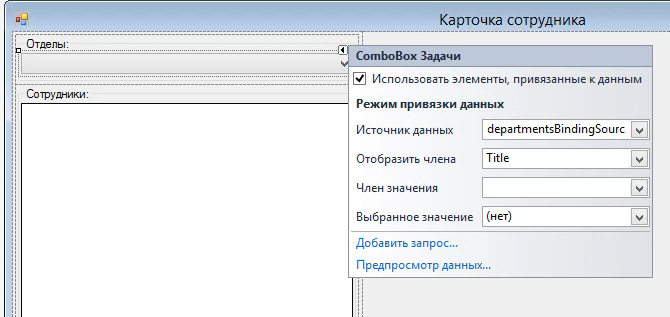 Карточка сотрудника
Отделы:
ComboBox Задачи
Использовать элементы, привязанные к данным
Сотрудники:
Режим привязки данных
Источник данных departmentsBindingSourc
Отобразить члена Title
Член значения
Выбранное значение (нет)
Добавить запрос...
Предпросмотр данных...